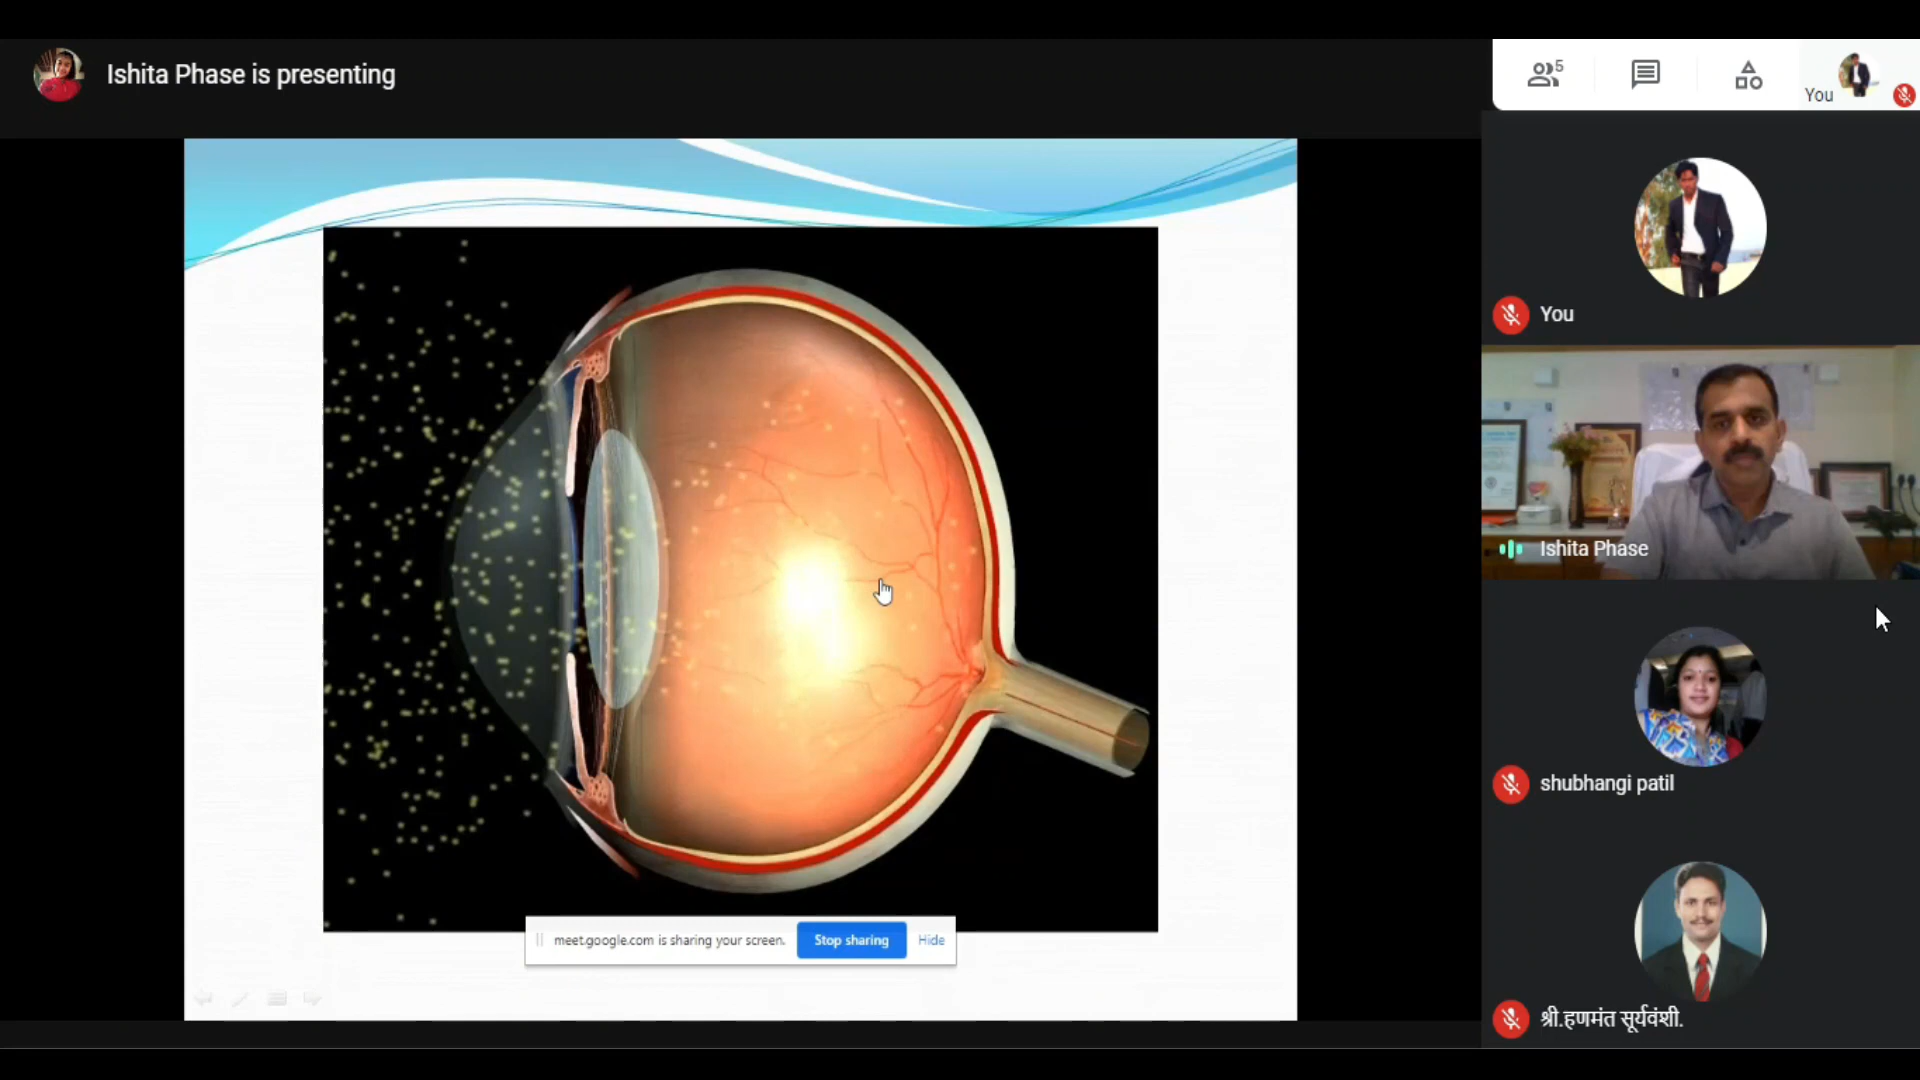 Ishita Phase is presenting
5
You
You
Ishita Phase
shubhangi patil
श्री.हणमंत सूर्यवंशी.
meet.google.com is sharing your screen.
Stop sharing
Hide